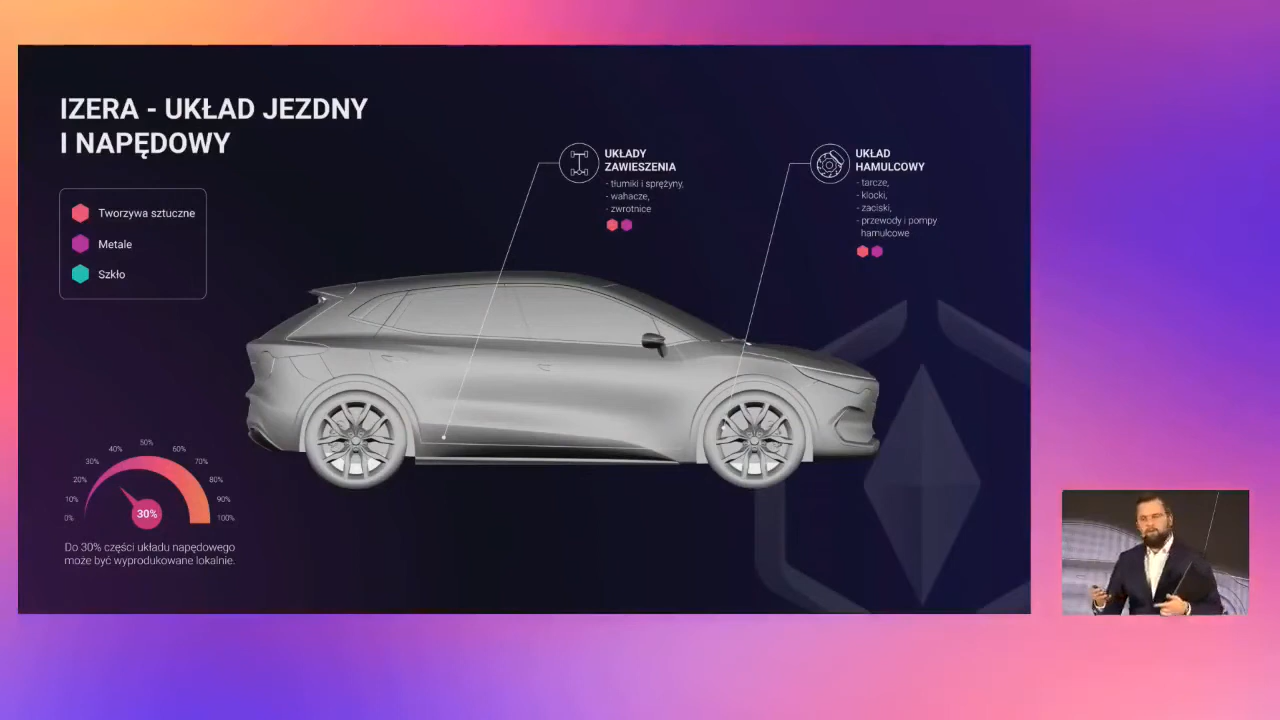 IZERA - UKŁAD JEZDNY
I NAPĘDOWY
Tworzywa sztuczne
Metale
Szkło
UKŁADY
ZAWIESZENIA
- tłumiki i sprężyny,
- wahacze,
- zwrotnice
UKŁAD
HAMULCOWY
- tarcze,
- klocki,
- zaciski,
- przewody i pompy
hamulcowe
0%
10%
20%
30%
40%
50%
60%
70%
80%
90%
100%
30%
Do 30% części układu napędowego
może być wyprodukowane lokalnie.